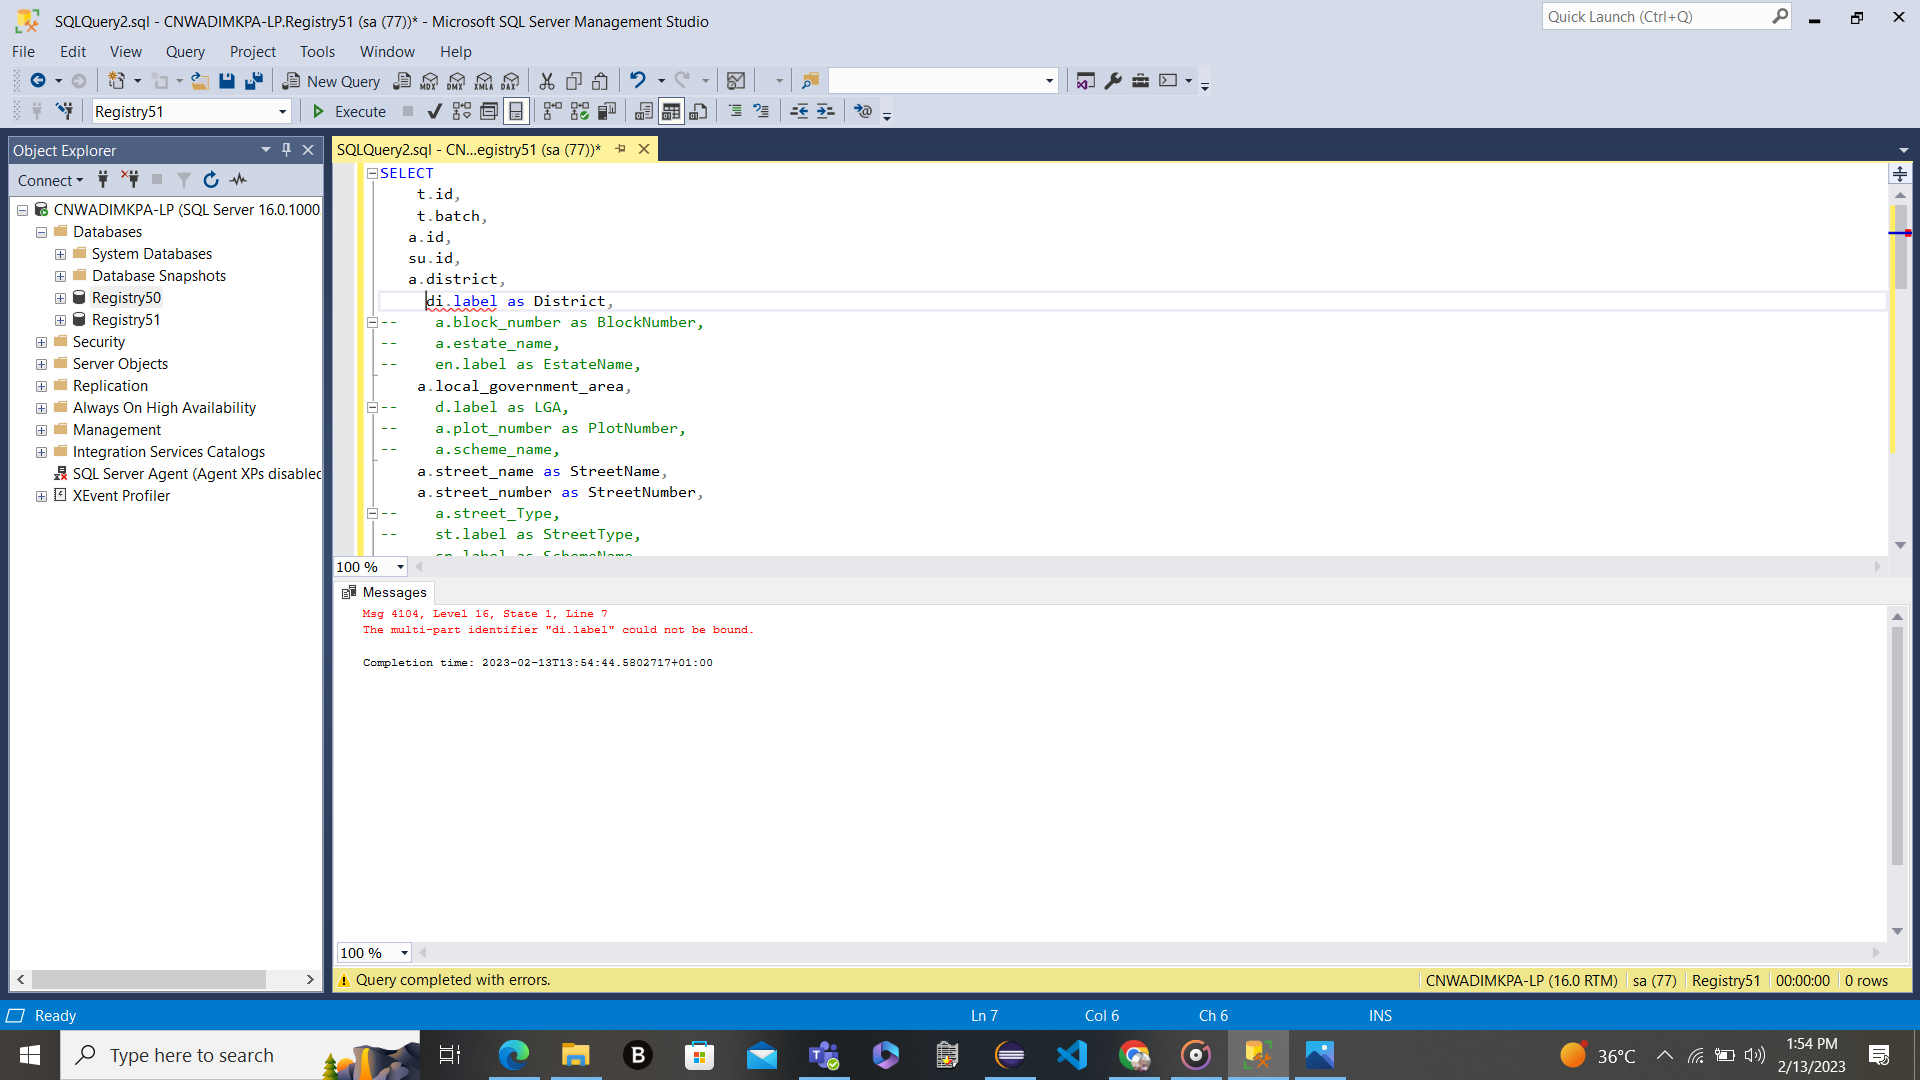 SQLQuery2.sql - CNWADIMKPA-LP.Registry51 (sa (77))* - Microsoft SQL Server Management Studio
Quick Launch (Ctrl+Q)
File Edit View Query Project Tools Window Help
New Query
MDX DMX XMLA DAX
Registry51
Execute
Object Explorer
SQLQuery2.sql - CN...egistry51 (sa (77))*
Connect
CNWADIMKPA-LP (SQL Server 16.0.1000
Databases
System Databases
Database Snapshots
Registry50
Registry51
Security
Server Objects
Replication
Always On High Availability
Management
Integration Services Catalogs
SQL Server Agent (Agent XPs disabled
XEvent Profiler
SELECT
t.id,
t.batch,
a.id,
su.id,
a.district,
di.label as District,
-- a.block_number as BlockNumber,
-- a.estate_name,
-- en.label as EstateName,
a.local_government_area,
-- d.label as LGA,
-- a.plot_number as PlotNumber,
-- a.scheme_name,
a.street_name as StreetName,
a.street_number as StreetNumber,
-- a.street_Type,
-- st.label as StreetType,
sn.label as SchemeName
100 %
Messages
Msg 4104, Level 16, State 1, Line 7
The multi-part identifier "di.label" could not be bound.
Completion time: 2023-02-13T13:54:44.5802717+01:00
100 %
Query completed with errors.
CNWADIMKPA-LP (16.0 RTM) sa (77) Registry51 00:00:00 0 rows
Ready
Ln 7 Col 6 Ch 6 INS
Type here to search
B
36°C
1:54 PM
2/13/2023